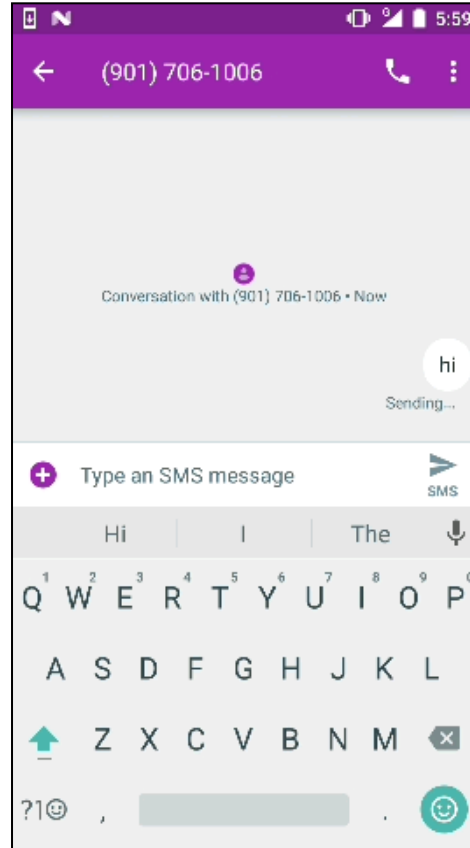 5:59
(901) 706-1006
Conversation with (901) 706-1006 • Now
hi
Sending...
Type an SMS message
SMS
Hi I The
1 2 3 4 5 6 7 8 9
Q W E R T Y U I O P
A S D F G H J K L
Z X C V B N M
?1☺ , .